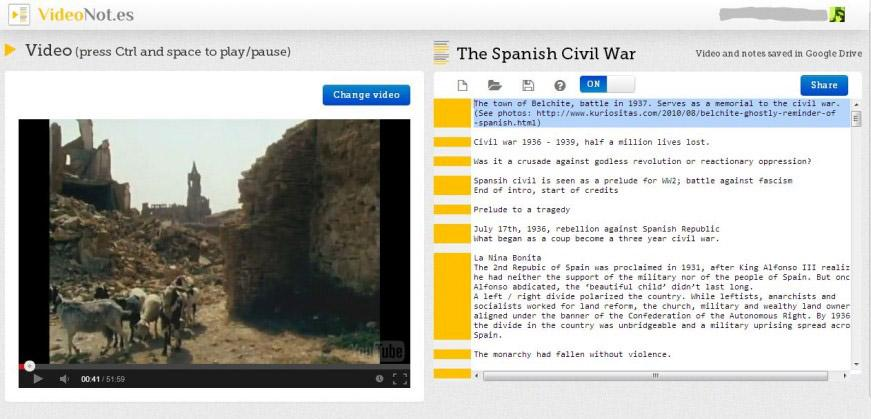 VideoNot.es
Video (press Ctrl and space to play/pause)
Change video
YouTube
00:41 / 51:59
The Spanish Civil War
Video and notes saved in Google Drive
ON
Share
The town of Belchite, battle in 1937. Serves as a memorial to the civil war.
(See photos: http://www.kuriositas.com/2010/08/belchite-ghostly-reminder-of
-spanish.html)
Civil war 1936 - 1939, half a million lives lost.
Was it a crusade against godless revolution or reactionary oppression?
Spansih civil is seen as a prelude for WW2; battle against fascism
End of intro, start of credits
Prelude to a tragedy
July 17th, 1936, rebellion against Spanish Republic
What began as a coup become a three year civil war.
La Nina Bonita
The 2nd Repubic of Spain was proclaimed in 1931, after King Alfonso III realiz
he had neither the support of the military nor of the people of Spain. But onc
Alfonso abdicated, the ‘beautiful child’ didn’t last long.
A left / right divide polarized the country. While leftists, anarchists and
socialists worked for land reform, the church, military and wealthy land owner
aligned under the banner of the Confederation of the Autonomous Right. By 1936
the divide in the country was unbridgeable and a military uprising spread acro
Spain.
The monarchy had fallen without violence.